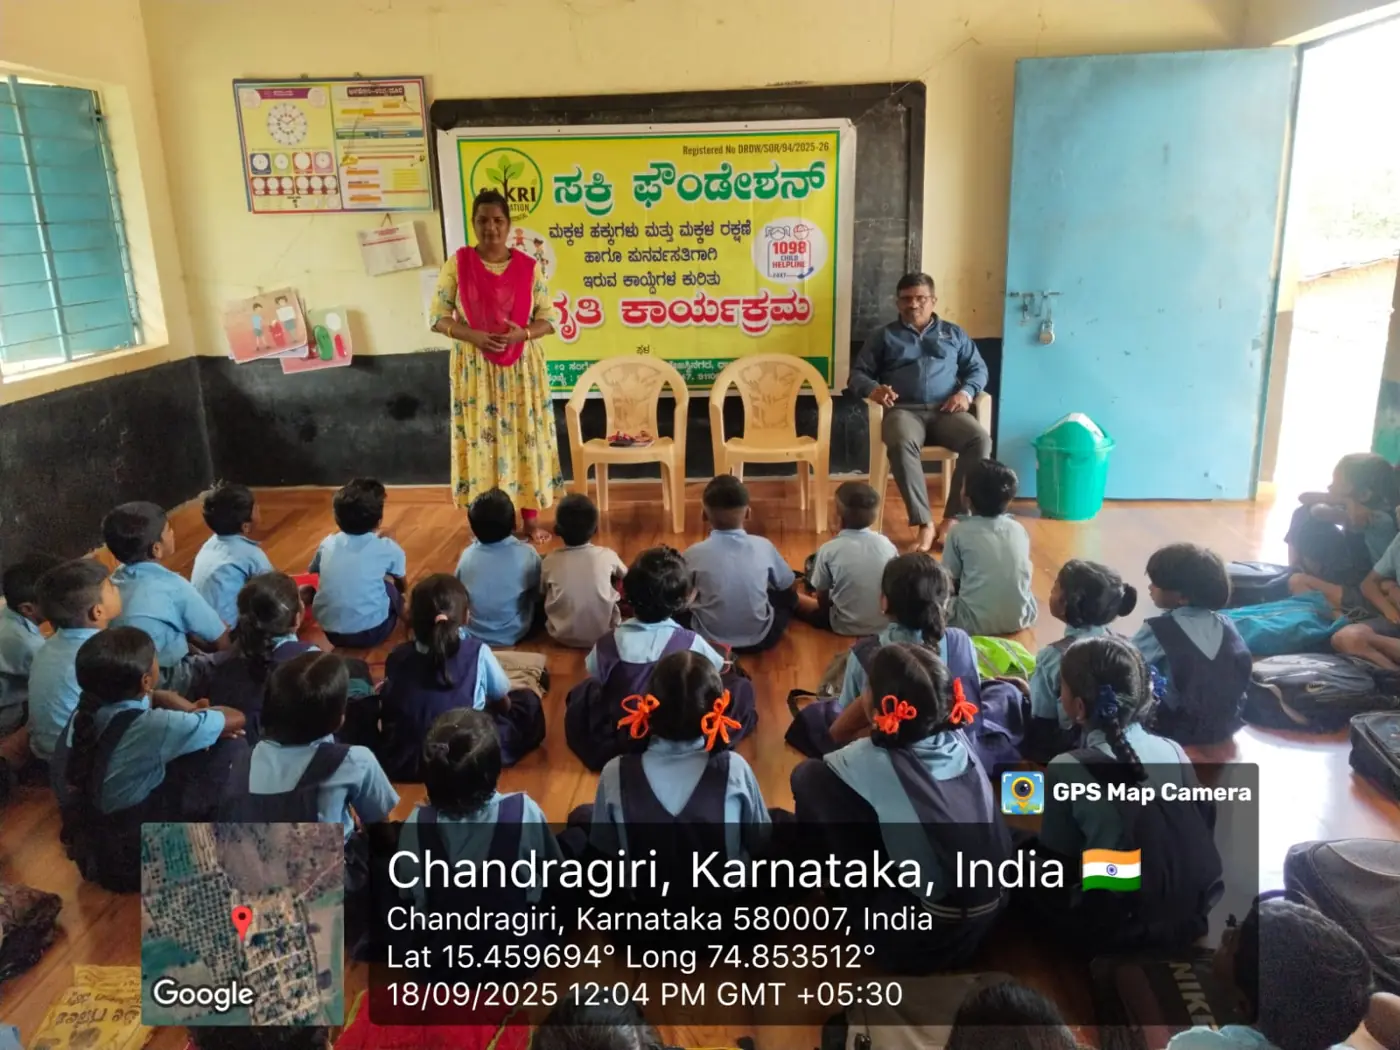 Registered No DRDW/SOR/94/2025-26
ಸಕ್ರಿ ಫೌಂಡೇಶನ್
ಮಕ್ಕಳ ಹಕ್ಕುಗಳು ಮತ್ತು ಮಕ್ಕಳ ರಕ್ಷಣೆ
ಹಾಗೂ ಪುನರ್ವಸತಿಗಾಗಿ
ಇರುವ ಕಾಯ್ದೆಗಳ ಕುರಿತು
ಗೃತಿ ಕಾರ್ಯಕ್ರಮ
1098
CHILD
HELPLINE
GPS Map Camera
Chandragiri, Karnataka, India
Chandragiri, Karnataka 580007, India
Lat 15.459694° Long 74.853512°
18/09/2025 12:04 PM GMT +05:30
Google
NIKE